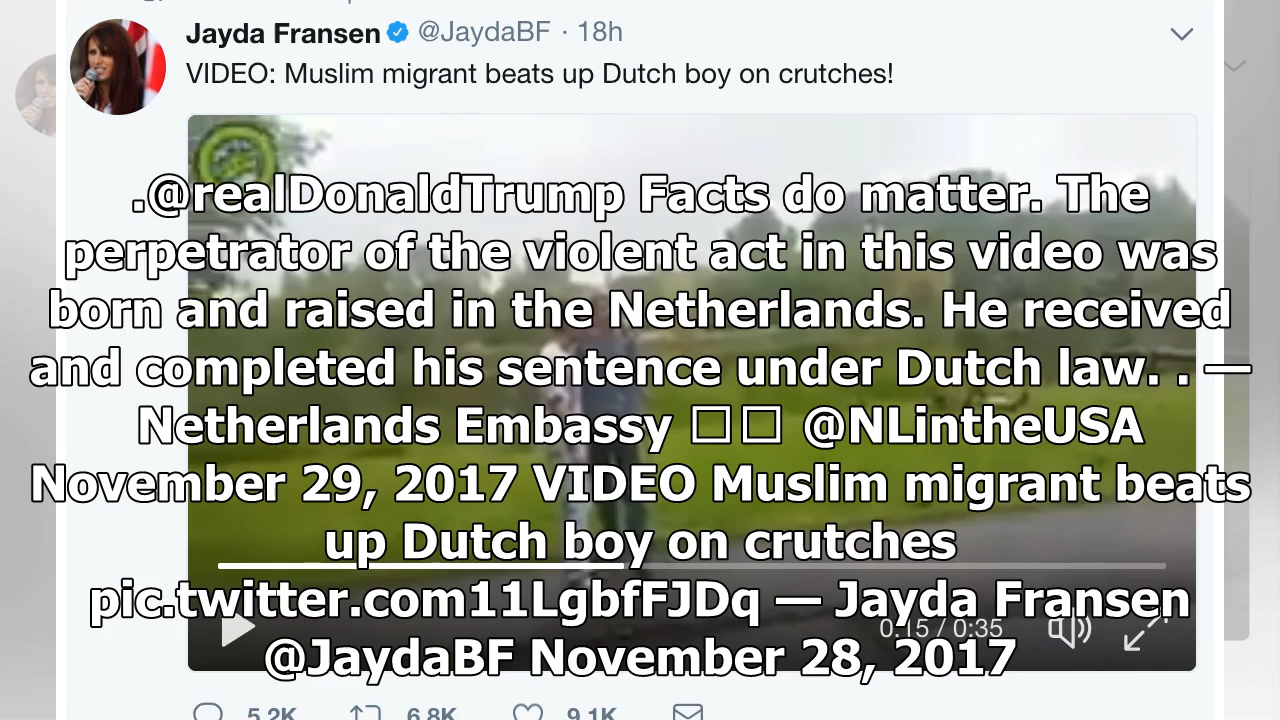 Jayda Fransen @JaydaBF · 18h
VIDEO: Muslim migrant beats up Dutch boy on crutches!
.@realDonaldTrump Facts do matter. The
perpetrator of the violent act in this video was
born and raised in the Netherlands. He received
and completed his sentence under Dutch law. . —
Netherlands Embassy □□ @NLintheUSA
November 29, 2017 VIDEO Muslim migrant beats
up Dutch boy on crutches
pic.twitter.com11LgbfFJDq — Jayda Fransen
0:15 / 0:35
@JaydaBF November 28, 2017
5.2K 6.8K 9.1K